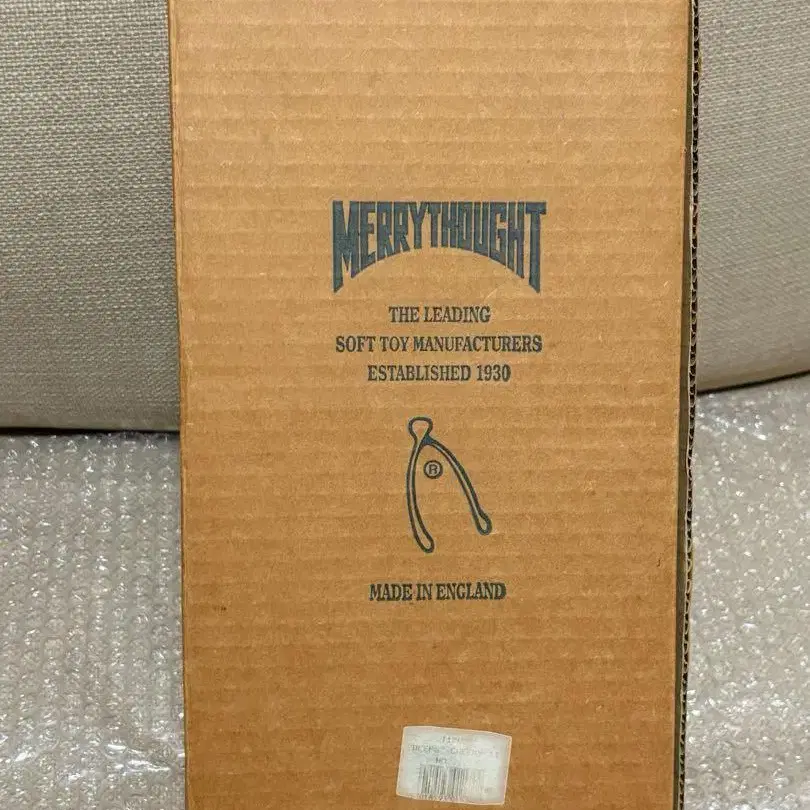 MERRYTHOUGHT
THE LEADING
SOFT TOY MANUFACTURERS
ESTABLISHED 1930
®
MADE IN ENGLAND